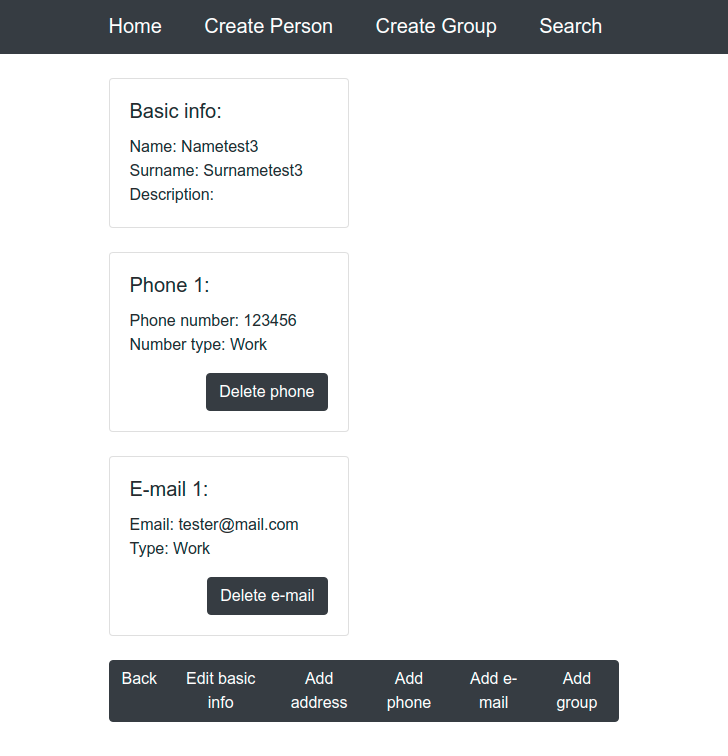 Home Create Person Create Group Search
Basic info:
Name: Nametest3
Surname: Surnametest3
Description:
Phone 1:
Phone number: 123456
Number type: Work
Delete phone
E-mail 1:
Email: tester@mail.com
Type: Work
Delete e-mail
Back
Edit basic
info
Add
address
Add
phone
Add e-
mail
Add
group